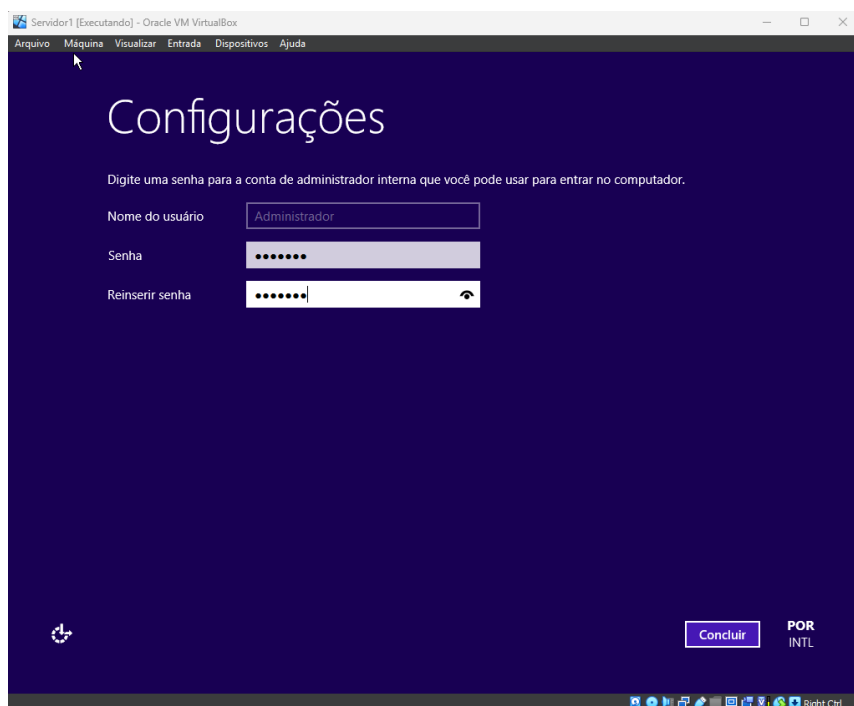 Servidor1 [Executando] - Oracle VM VirtualBox
Arquivo Máquina Visualizar Entrada Dispositivos Ajuda
Configurações
Digite uma senha para a conta de administrador interna que você pode usar para entrar no computador.
Nome do usuário Administrador
Senha •••••••
Reinserir senha •••••••
Concluir
POR
INTL
Right Ctrl